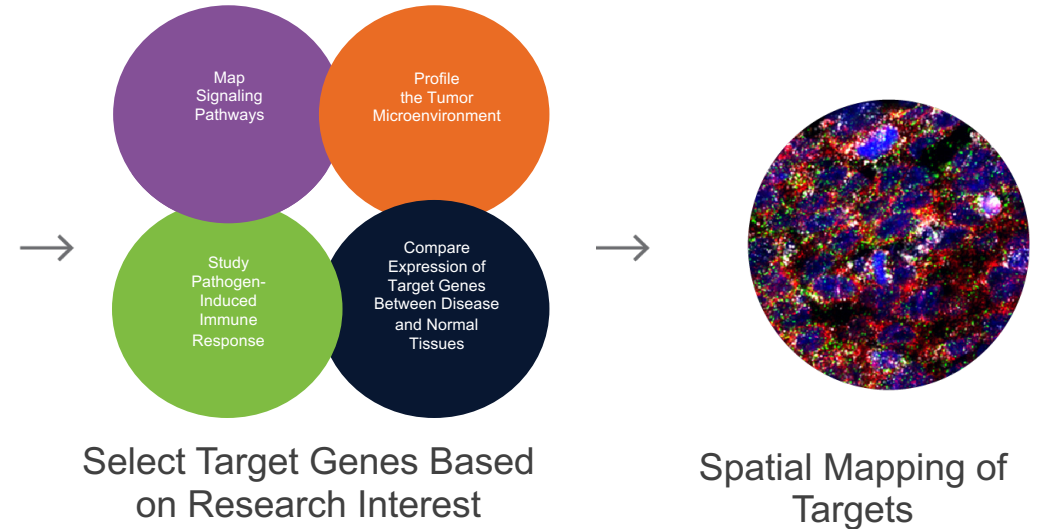 Map
Signaling
Pathways
Profile
the Tumor
Microenvironment
Study
Pathogen-
Induced
Immune
Response
Compare
Expression of
Target Genes
Between Disease
and Normal
Tissues
Select Target Genes Based
on Research Interest
Spatial Mapping of
Targets